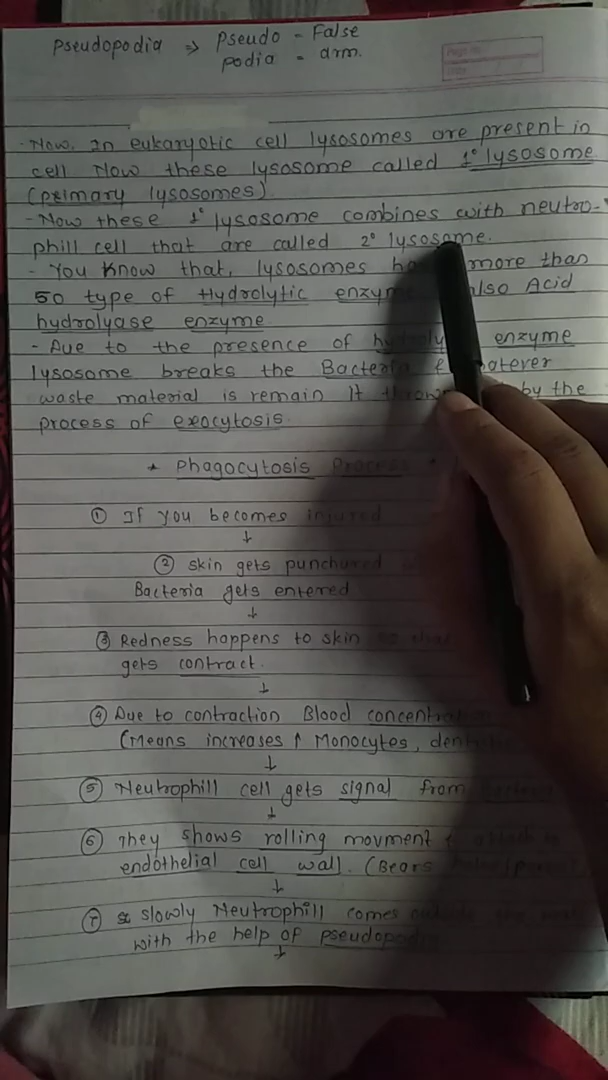 Pseudopodia ⇒ Pseudo - False
podia = arm.
- Now, In eukaryotic cell lysosomes are present in
cell Now these lysosome called 1° lysosome
(primary lysosomes)
- Now these 1° lysosome combines with neutro-
phill cell that are called 2° lysosome.
- You know that, lysosomes more than
50 type of Hydrolytic also Acid
hydrolyase enzyme
- Due to the presence of enzyme
lysosome breaks the Bacteria
waste material is remain It by the
process of exocytosis.
* Phagocytosis Process *
① If you becomes injured
↓
② skin gets punchured
Bacteria gets entered
↓
③ Redness happens to skin
gets contract.
↓
④ Due to contraction Blood
(Means increases ↑ Monocytes,
↓
⑤ Neutrophill cell gets signal from
↓
⑥ They shows rolling movment
endothelial cell wall. (Bears
↓
⑦ slowly Neutrophill comes
with the help of
↓